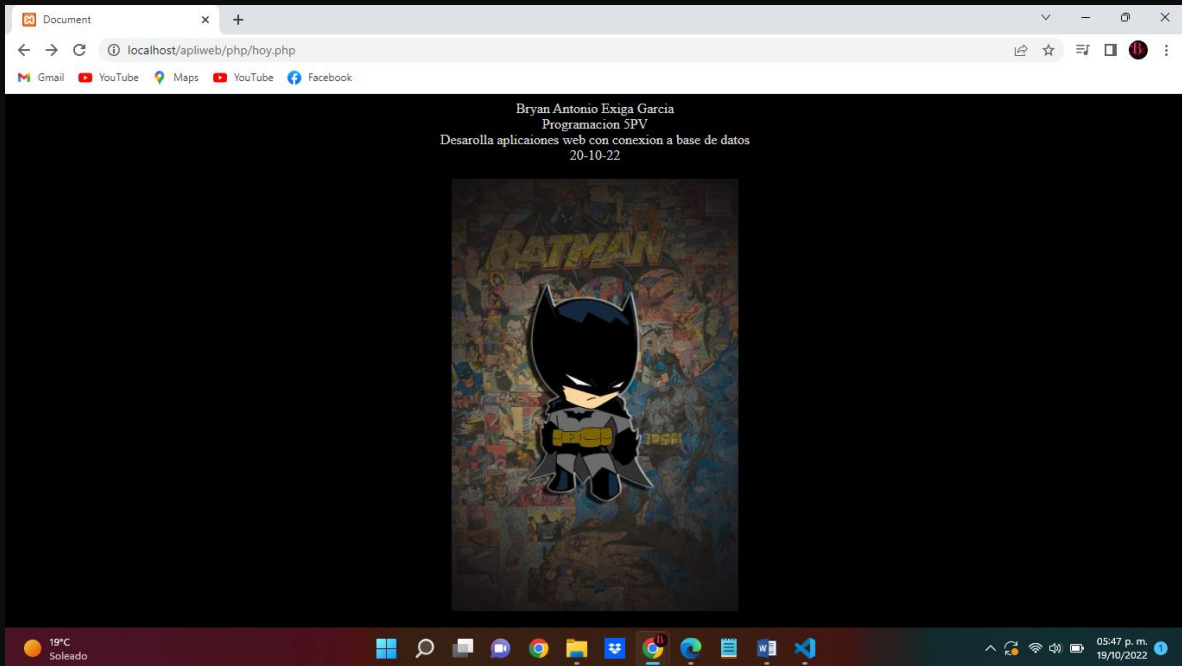 Document
localhost/apliweb/php/hoy.php
Gmail YouTube Maps YouTube Facebook
Bryan Antonio Exiga Garcia
Programacion 5PV
Desarolla aplicaiones web con conexion a base de datos
20-10-22
BATMAN
19°C
Soleado
05:47 p. m.
19/10/2022
1